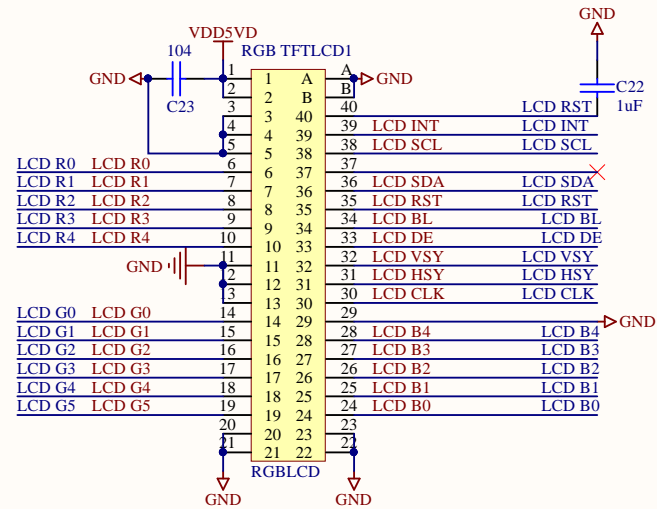 GND
VDD5VD
104 RGB TFTLCD1
GND 1 1 A A GND
C23 2 2 B B C22
3 3 40 40 LCD RST 1uF
4 4 39 39 LCD INT LCD INT
5 5 38 38 LCD SCL LCD SCL
LCD R0 LCD R0 6 6 37 37
LCD R1 LCD R1 7 7 36 36 LCD SDA LCD SDA
LCD R2 LCD R2 8 8 35 35 LCD RST LCD RST
LCD R3 LCD R3 9 9 34 34 LCD BL LCD BL
LCD R4 LCD R4 10 10 33 33 LCD DE LCD DE
GND 11 11 32 32 LCD VSY LCD VSY
12 12 31 31 LCD HSY LCD HSY
13 13 30 30 LCD CLK LCD CLK
LCD G0 LCD G0 14 14 29 29 GND
LCD G1 LCD G1 15 15 28 28 LCD B4 LCD B4
LCD G2 LCD G2 16 16 27 27 LCD B3 LCD B3
LCD G3 LCD G3 17 17 26 26 LCD B2 LCD B2
LCD G4 LCD G4 18 18 25 25 LCD B1 LCD B1
LCD G5 LCD G5 19 19 24 24 LCD B0 LCD B0
20 20 23 23
21 21 22 22
RGBLCD
GND GND